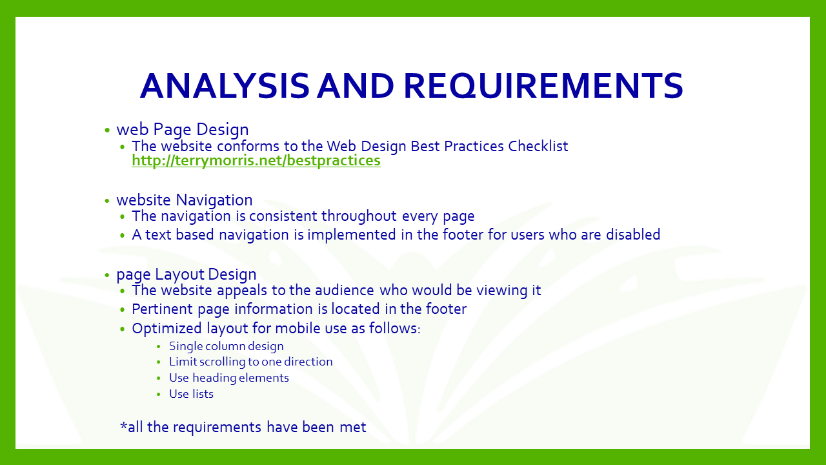 ANALYSIS AND REQUIREMENTS
• web Page Design
• The website conforms to the Web Design Best Practices Checklist
http://terrymorris.net/bestpractices
• website Navigation
• The navigation is consistent throughout every page
• A text based navigation is implemented in the footer for users who are disabled
• page Layout Design
• The website appeals to the audience who would be viewing it
• Pertinent page information is located in the footer
• Optimized layout for mobile use as follows:
• Single column design
• Limit scrolling to one direction
• Use heading elements
• Use lists
*all the requirements have been met